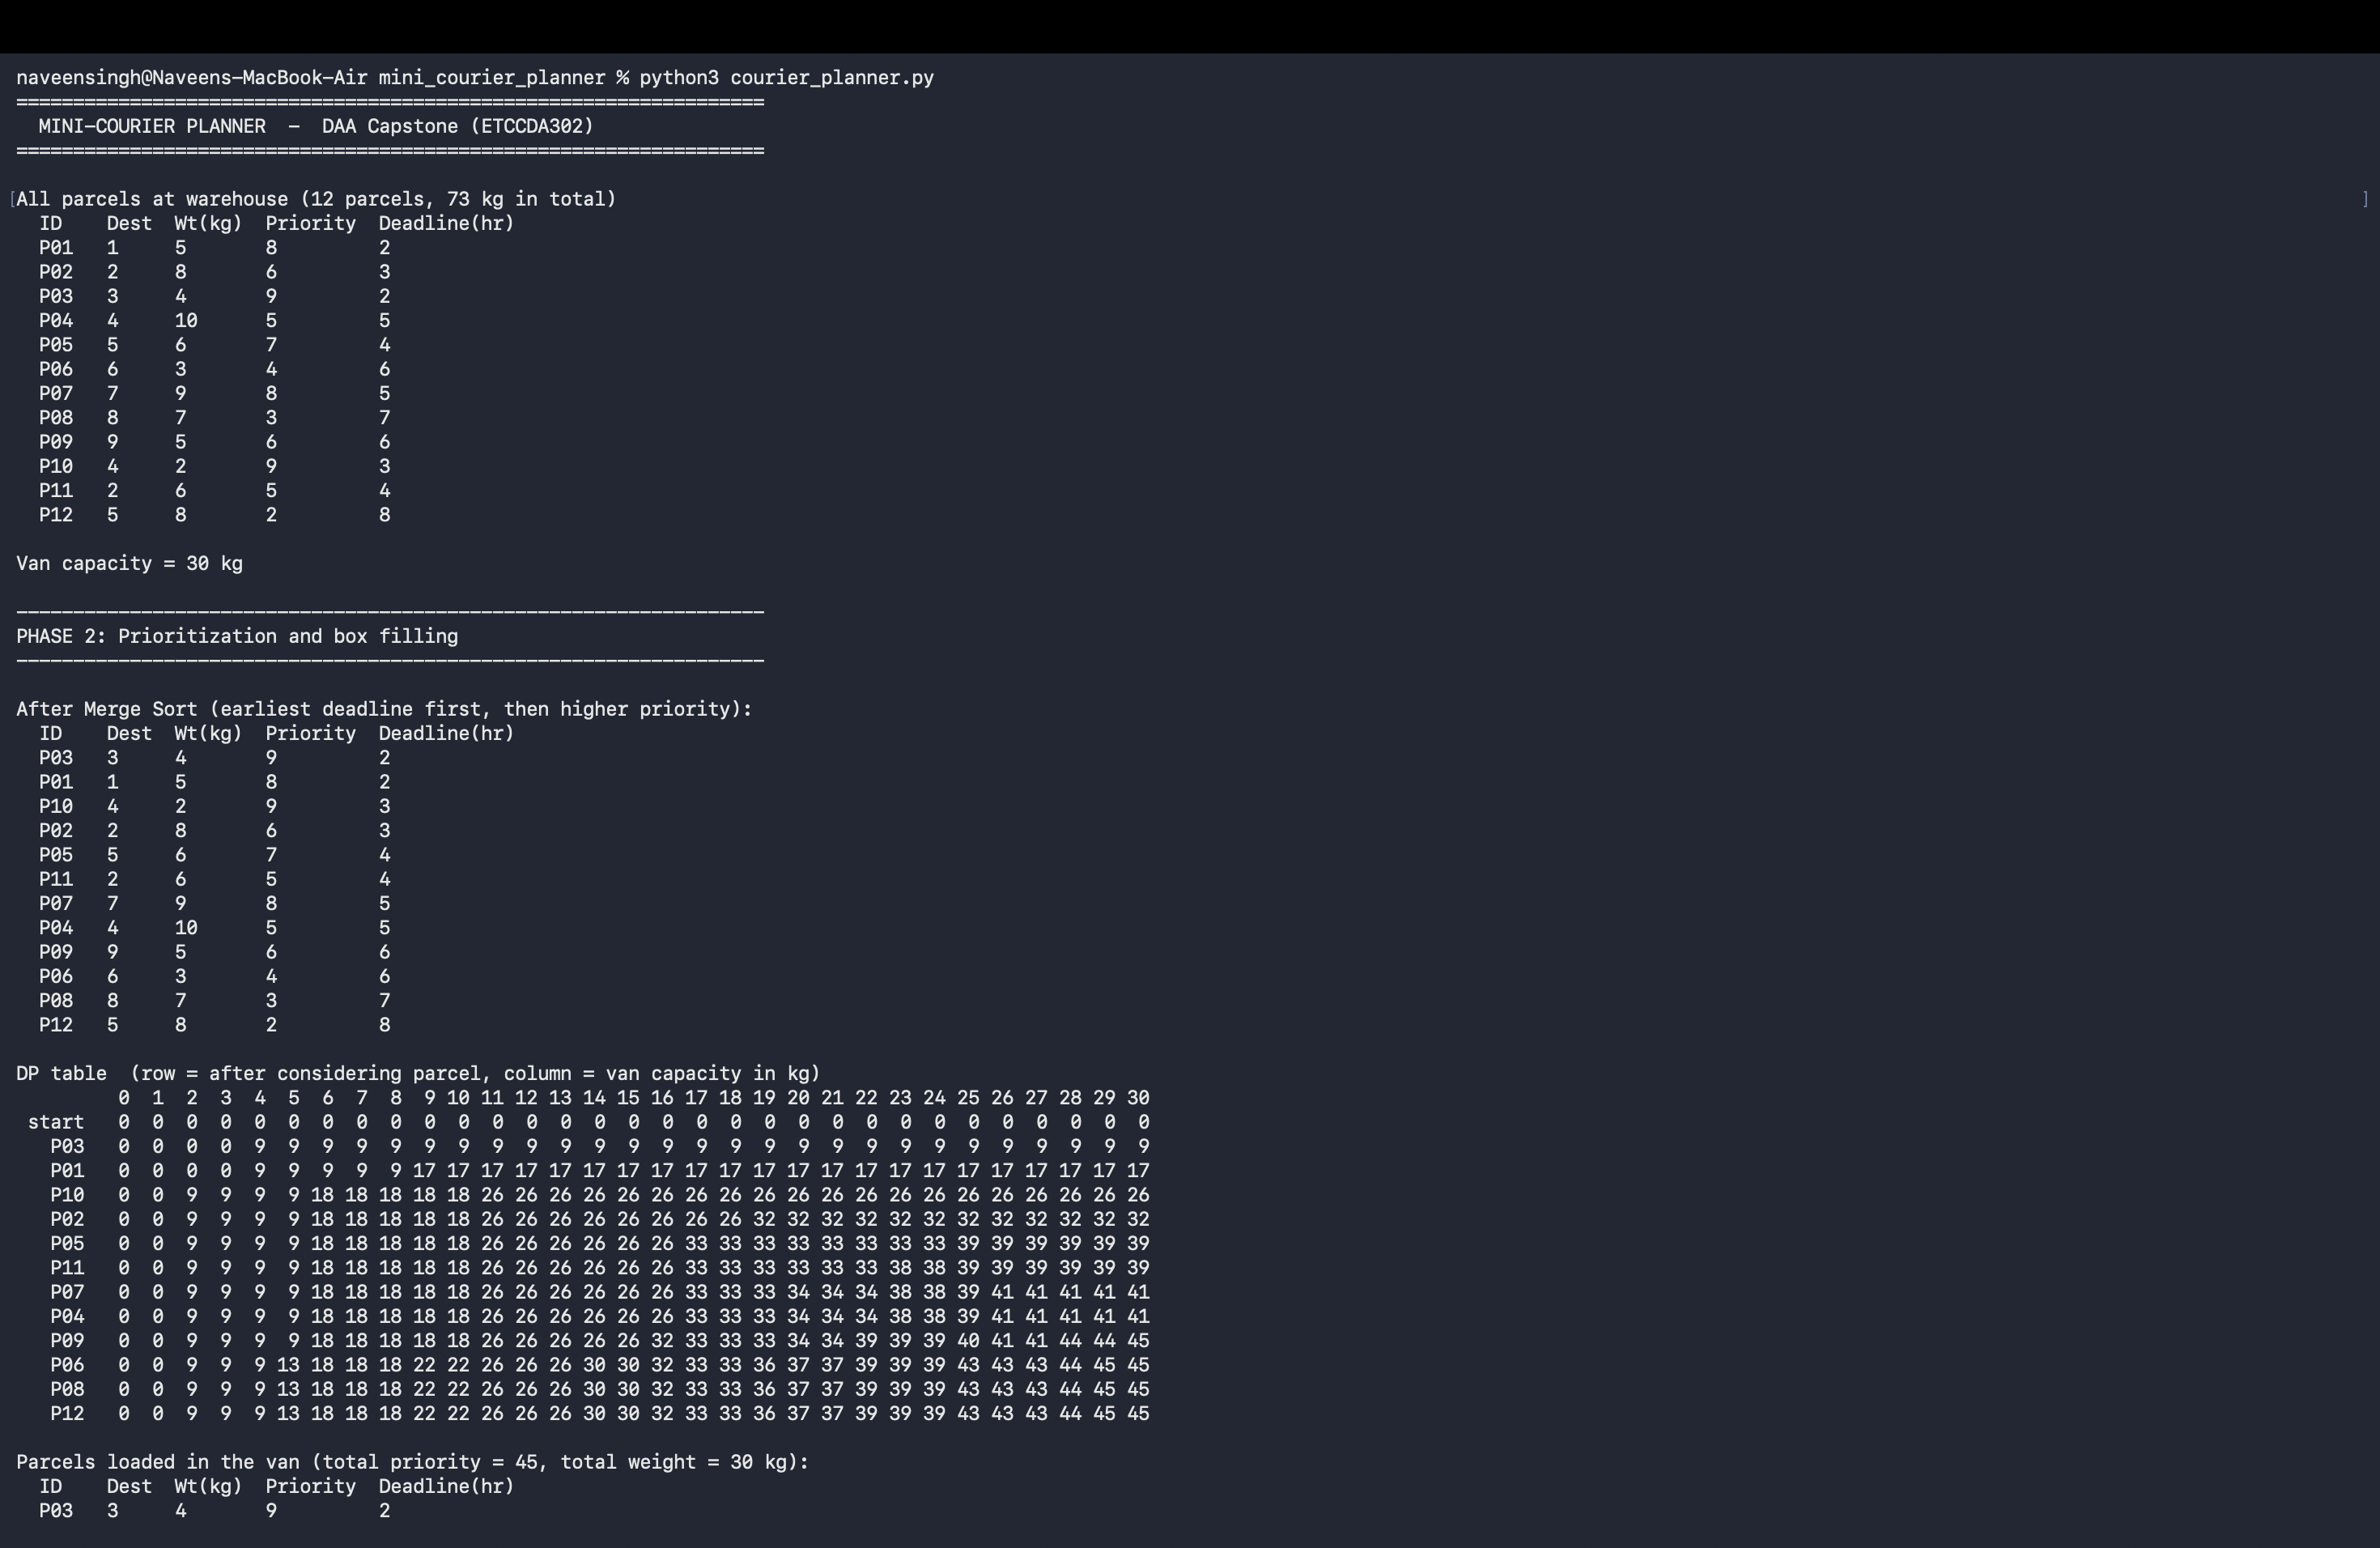 naveensingh@Naveens-MacBook-Air mini_courier_planner % python3 courier_planner.py
==================================================================
  MINI-COURIER PLANNER  -  DAA Capstone (ETCCDA302)
==================================================================
[All parcels at warehouse (12 parcels, 73 kg in total) ]
  ID    Dest  Wt(kg)  Priority  Deadline(hr)
  P01   1     5       8         2
  P02   2     8       6         3
  P03   3     4       9         2
  P04   4     10      5         5
  P05   5     6       7         4
  P06   6     3       4         6
  P07   7     9       8         5
  P08   8     7       3         7
  P09   9     5       6         6
  P10   4     2       9         3
  P11   2     6       5         4
  P12   5     8       2         8
Van capacity = 30 kg
------------------------------------------------------------------
PHASE 2: Prioritization and box filling
------------------------------------------------------------------
After Merge Sort (earliest deadline first, then higher priority):
  ID    Dest  Wt(kg)  Priority  Deadline(hr)
  P03   3     4       9         2
  P01   1     5       8         2
  P10   4     2       9         3
  P02   2     8       6         3
  P05   5     6       7         4
  P11   2     6       5         4
  P07   7     9       8         5
  P04   4     10      5         5
  P09   9     5       6         6
  P06   6     3       4         6
  P08   8     7       3         7
  P12   5     8       2         8
DP table  (row = after considering parcel, column = van capacity in kg)
         0  1  2  3  4  5  6  7  8  9 10 11 12 13 14 15 16 17 18 19 20 21 22 23 24 25 26 27 28 29 30
 start   0  0  0  0  0  0  0  0  0  0  0  0  0  0  0  0  0  0  0  0  0  0  0  0  0  0  0  0  0  0  0
   P03   0  0  0  0  9  9  9  9  9  9  9  9  9  9  9  9  9  9  9  9  9  9  9  9  9  9  9  9  9  9  9
   P01   0  0  0  0  9  9  9  9  9 17 17 17 17 17 17 17 17 17 17 17 17 17 17 17 17 17 17 17 17 17 17
   P10   0  0  9  9  9  9 18 18 18 18 18 26 26 26 26 26 26 26 26 26 26 26 26 26 26 26 26 26 26 26 26
   P02   0  0  9  9  9  9 18 18 18 18 18 26 26 26 26 26 26 26 26 32 32 32 32 32 32 32 32 32 32 32 32
   P05   0  0  9  9  9  9 18 18 18 18 18 26 26 26 26 26 26 33 33 33 33 33 33 33 33 39 39 39 39 39 39
   P11   0  0  9  9  9  9 18 18 18 18 18 26 26 26 26 26 26 33 33 33 33 33 33 38 38 39 39 39 39 39 39
   P07   0  0  9  9  9  9 18 18 18 18 18 26 26 26 26 26 26 33 33 33 34 34 34 38 38 39 41 41 41 41 41
   P04   0  0  9  9  9  9 18 18 18 18 18 26 26 26 26 26 26 33 33 33 34 34 34 38 38 39 41 41 41 41 41
   P09   0  0  9  9  9  9 18 18 18 18 18 26 26 26 26 26 32 33 33 33 34 34 39 39 39 40 41 41 44 44 45
   P06   0  0  9  9  9 13 18 18 18 22 22 26 26 26 30 30 32 33 33 36 37 37 39 39 39 43 43 43 44 45 45
   P08   0  0  9  9  9 13 18 18 18 22 22 26 26 26 30 30 32 33 33 36 37 37 39 39 39 43 43 43 44 45 45
   P12   0  0  9  9  9 13 18 18 18 22 22 26 26 26 30 30 32 33 33 36 37 37 39 39 39 43 43 43 44 45 45
Parcels loaded in the van (total priority = 45, total weight = 30 kg):
  ID    Dest  Wt(kg)  Priority  Deadline(hr)
  P03   3     4       9         2